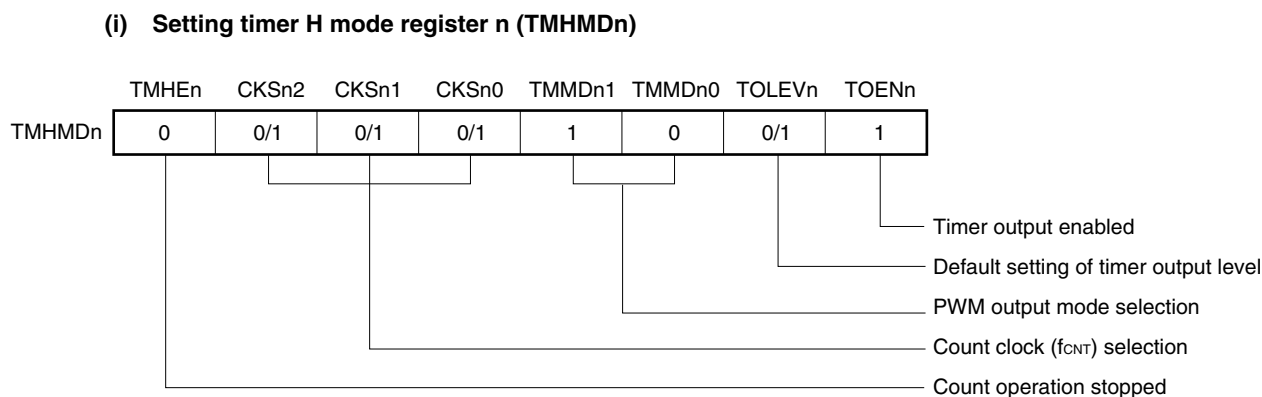 (i) Setting timer H mode register n (TMHMDn)
TMHEn CKSn2 CKSn1 CKSn0 TMMDn1 TMMDn0 TOLEVn TOENn
TMHMDn 0 0/1 0/1 0/1 1 0 0/1 1
Timer output enabled
Default setting of timer output level
PWM output mode selection
Count clock (fCNT) selection
Count operation stopped